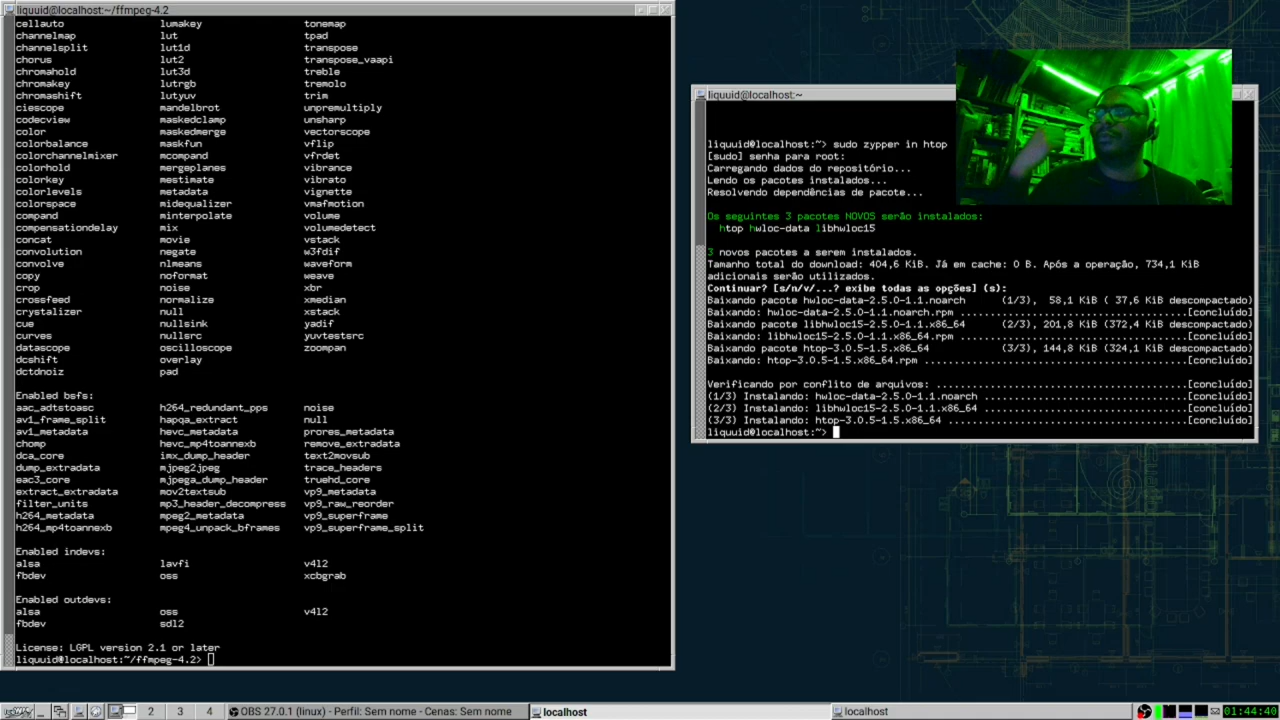 liquuid@localhost:~/ffmpeg-4.2
cellauto lumakey tonemap
channelmap lut tpad
channelsplit lut1d transpose
chorus lut2 transpose_vaapi
chromahold lut3d treble
chromakey lutrgb tremolo
chromashift lutyuv trim
ciescope mandelbrot unpremultiply
codecview maskedclamp unsharp
color maskedmerge vectorscope
colorbalance maskfun vflip
colorchannelmixer mcompand vfrdet
colorhold mergeplanes vibrance
colorkey mestimate vibrato
colorlevels metadata vignette
colorspace midequalizer vmafmotion
compand minterpolate volume
compensationdelay mix volumedetect
concat movie vstack
convolution negate w3fdif
convolve nlmeans waveform
copy noformat weave
crop noise xbr
crossfeed normalize xmedian
crystalizer null xstack
cue nullsink yadif
curves nullsrc yuvtestsrc
datascope oscilloscope zoompan
dcshift overlay
dctdnoiz pad
Enabled bsfs:
aac_adtstoasc h264_redundant_pps noise
av1_frame_split hapqa_extract null
av1_metadata hevc_metadata prores_metadata
chomp hevc_mp4toannexb remove_extradata
dca_core imx_dump_header text2movsub
dump_extradata mjpeg2jpeg trace_headers
eac3_core mjpega_dump_header truehd_core
extract_extradata mov2textsub vp9_metadata
filter_units mp3_header_decompress vp9_raw_reorder
h264_metadata mpeg2_metadata vp9_superframe
h264_mp4toannexb mpeg4_unpack_bframes vp9_superframe_split
Enabled indevs:
alsa lavfi v4l2
fbdev oss xcbgrab
Enabled outdevs:
alsa oss v4l2
fbdev sdl2
License: LGPL version 2.1 or later
liquuid@localhost:~/ffmpeg-4.2>
liquuid@localhost:~
liquuid@localhost:~> sudo zypper in htop
[sudo] senha para root:
Carregando dados do repositório...
Lendo os pacotes instalados...
Resolvendo dependências de pacote...
Os seguintes 3 pacotes NOVOS serão instalados:
htop hwloc-data libhwloc15
3 novos pacotes a serem instalados.
Tamanho total do download: 404,6 KiB. Já em cache: 0 B. Após a operação, 734,1 KiB
adicionais serão utilizados.
Continuar? [s/n/v/...? exibe todas as opções] (s):
Baixando pacote hwloc-data-2.5.0-1.1.noarch (1/3), 58,1 KiB ( 37,6 KiB descompactado)
Baixando: hwloc-data-2.5.0-1.1.noarch.rpm ......................................[concluído]
Baixando pacote libhwloc15-2.5.0-1.1.x86_64 (2/3), 201,8 KiB (372,4 KiB descompactado)
Baixando: libhwloc15-2.5.0-1.1.x86_64.rpm ......................................[concluído]
Baixando pacote htop-3.0.5-1.5.x86_64 (3/3), 144,8 KiB (324,1 KiB descompactado)
Baixando: htop-3.0.5-1.5.x86_64.rpm ............................................[concluído]
Verificando por conflito de arquivos: ..........................................[concluído]
(1/3) Instalando: hwloc-data-2.5.0-1.1.noarch ..................................[concluído]
(2/3) Instalando: libhwloc15-2.5.0-1.1.x86_64 ..................................[concluído]
(3/3) Instalando: htop-3.0.5-1.5.x86_64 ........................................[concluído]
liquuid@localhost:~>
2 3 4 OBS 27.0.1 (linux) - Perfil: Sem nome - Cenas: Sem nome localhost localhost 01:44:40